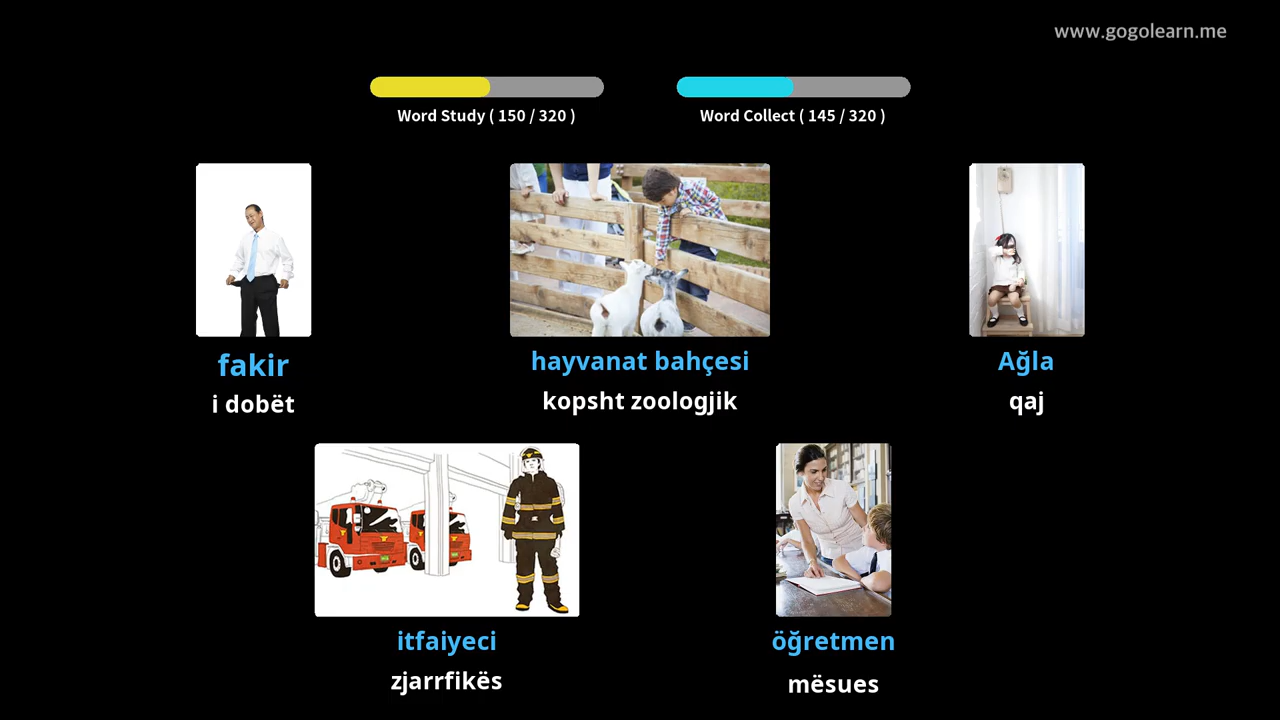 www.gogolearn.me
Word Study ( 150 / 320 )
Word Collect ( 145 / 320 )
fakir
i dobët
hayvanat bahçesi
kopsht zoologjik
Ağla
qaj
itfaiyeci
zjarrfikës
öğretmen
mësues